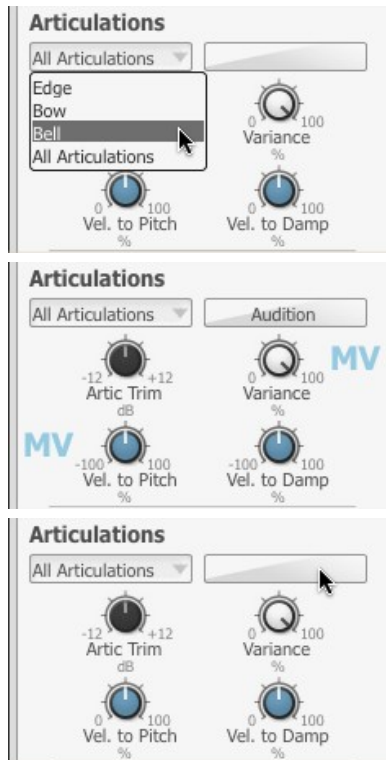 Articulations
All Articulations
Edge
Bow
Bell
All Articulations
0 100
Variance
%
0 100 0 100
Vel. to Pitch Vel. to Damp
% %
Articulations
All Articulations Audition
-12 +12 0 100
Artic Trim Variance MV
dB %
MV -100 100 -100 100
Vel. to Pitch Vel. to Damp
% %
Articulations
All Articulations
-12 +12 0 100
Artic Trim Variance
dB %
0 100 0 100
Vel. to Pitch Vel. to Damp
% %